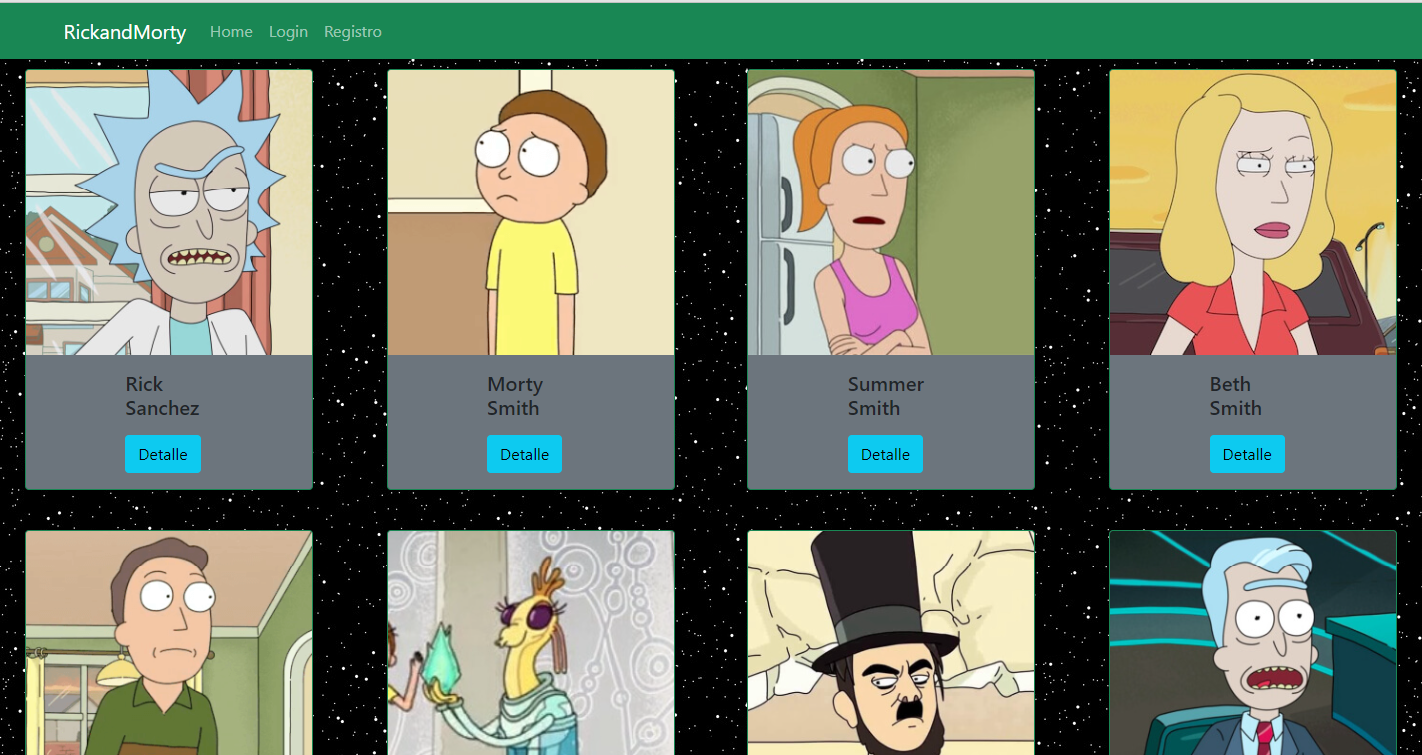 RickandMorty Home Login Registro
Rick
Sanchez
Detalle
Morty
Smith
Detalle
Summer
Smith
Detalle
Beth
Smith
Detalle